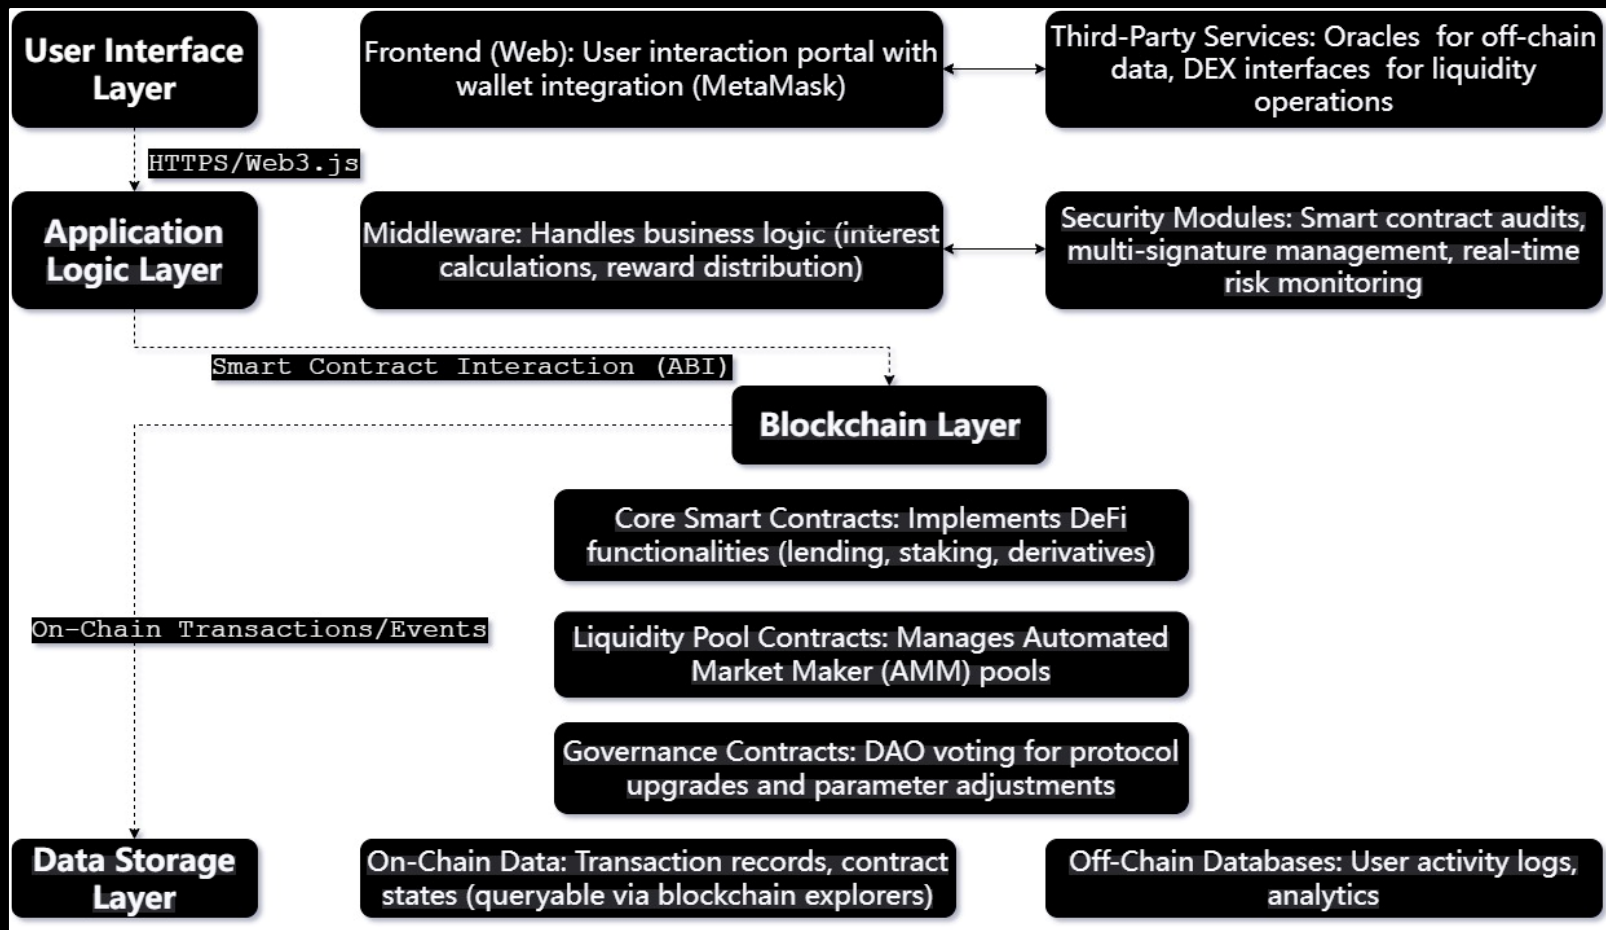 User Interface
Layer
Frontend (Web): User interaction portal with
wallet integration (MetaMask)
Third-Party Services: Oracles for off-chain
data, DEX interfaces for liquidity
operations
HTTPS/Web3.js
Application
Logic Layer
Middleware: Handles business logic (interest
calculations, reward distribution)
Security Modules: Smart contract audits,
multi-signature management, real-time
risk monitoring
Smart Contract Interaction (ABI)
Blockchain Layer
Core Smart Contracts: Implements DeFi
functionalities (lending, staking, derivatives)
On-Chain Transactions/Events
Liquidity Pool Contracts: Manages Automated
Market Maker (AMM) pools
Governance Contracts: DAO voting for protocol
upgrades and parameter adjustments
Data Storage
Layer
On-Chain Data: Transaction records, contract
states (queryable via blockchain explorers)
Off-Chain Databases: User activity logs,
analytics